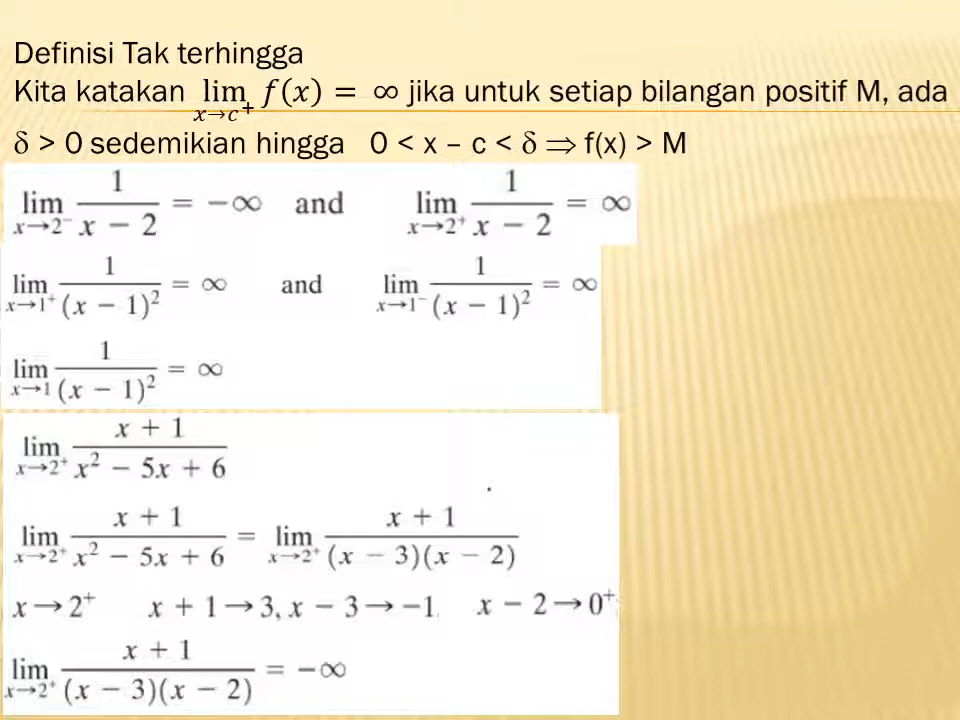 Definisi Tak terhingga
Kita katakan lim x→c⁺ f(x) = ∞ jika untuk setiap bilangan positif M, ada
δ > 0 sedemikian hingga 0 < x – c < δ ⇒ f(x) > M
lim x→2⁻ 1/(x − 2) = −∞ and lim x→2⁺ 1/(x − 2) = ∞
lim x→1⁺ 1/(x − 1)² = ∞ and lim x→1⁻ 1/(x − 1)² = ∞
lim x→1 1/(x − 1)² = ∞
lim x→2⁺ (x + 1)/(x² − 5x + 6)
lim x→2⁺ (x + 1)/(x² − 5x + 6) = lim x→2⁺ (x + 1)/((x − 3)(x − 2))
x→2⁺ x + 1→3, x − 3→−1 x − 2→0⁺
lim x→2⁺ (x + 1)/((x − 3)(x − 2)) = −∞